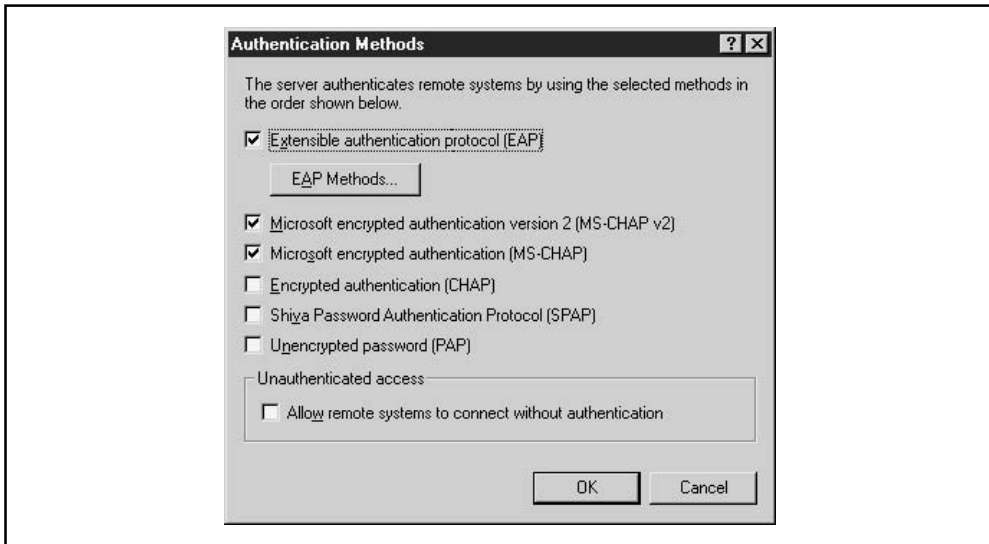 Authentication Methods
The server authenticates remote systems by using the selected methods in
the order shown below.
Extensible authentication protocol (EAP)
EAP Methods...
Microsoft encrypted authentication version 2 (MS-CHAP v2)
Microsoft encrypted authentication (MS-CHAP)
Encrypted authentication (CHAP)
Shiva Password Authentication Protocol (SPAP)
Unencrypted password (PAP)
Unauthenticated access
Allow remote systems to connect without authentication
OK Cancel